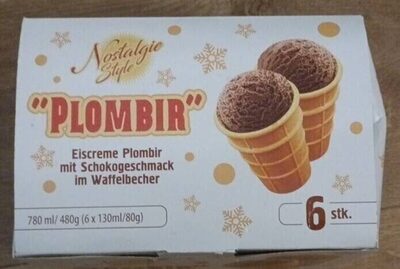 Nostalgie
Style
"PLOMBIR"
Eiscreme Plombir
mit Schokogeschmack
im Waffelbecher
780 ml/ 480g (6 x 130ml/80g)
6 stk.